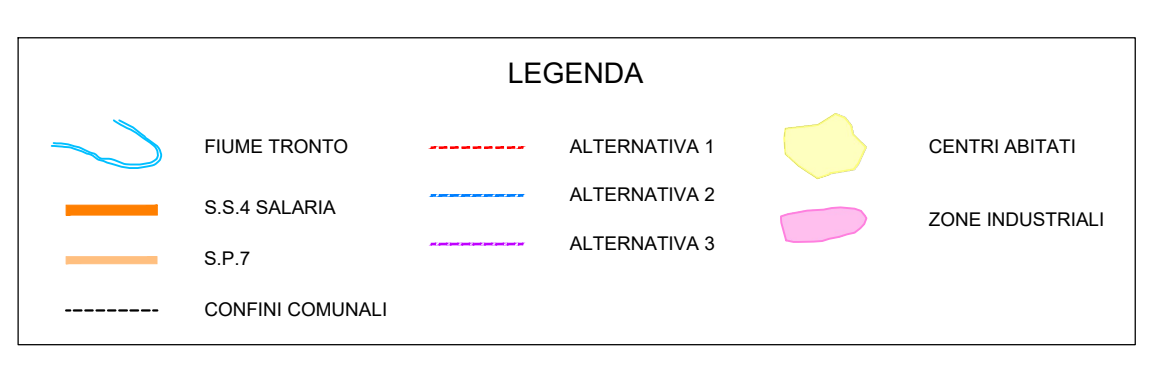 LEGENDA
FIUME TRONTO
S.S.4 SALARIA
S.P.7
CONFINI COMUNALI
ALTERNATIVA 1
ALTERNATIVA 2
ALTERNATIVA 3
CENTRI ABITATI
ZONE INDUSTRIALI